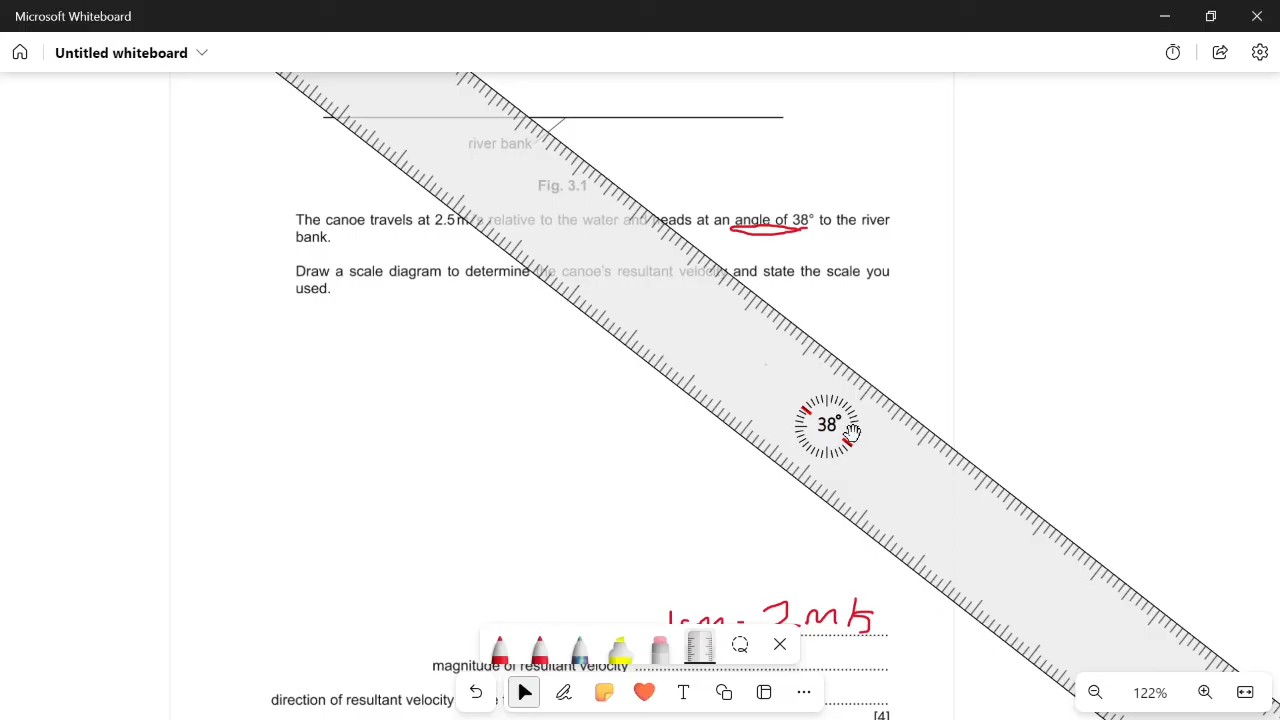 Microsoft Whiteboard
Untitled whiteboard
river bank
Fig. 3.1
The canoe travels at 2.5 m/s relative to the water and heads at an angle of 38° to the river
bank.
Draw a scale diagram to determine the canoe's resultant velocity and state the scale you
used.
38°
1cm = 2 m/s
magnitude of resultant velocity
direction of resultant velocity
[4]
122%